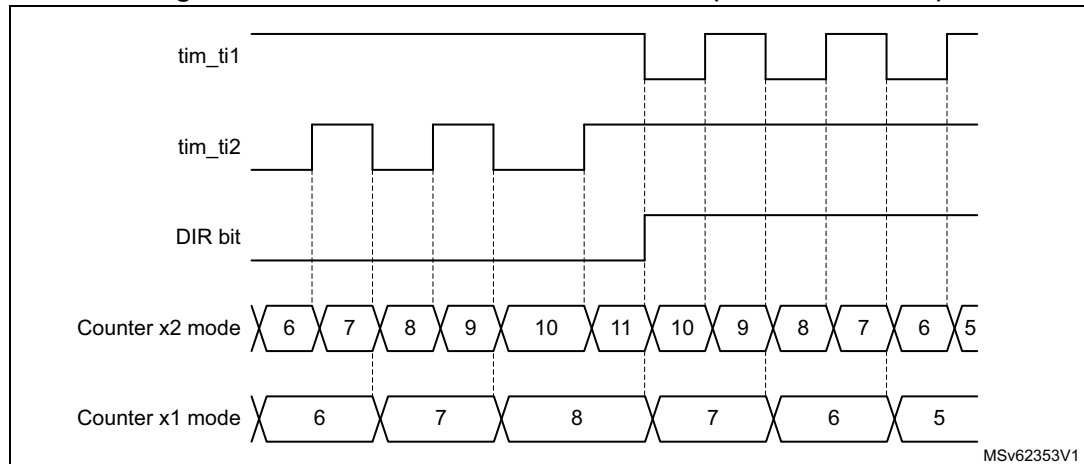 tim_ti1
tim_ti2
DIR bit
Counter x2 mode 6 7 8 9 10 11 10 9 8 7 6 5
Counter x1 mode 6 7 8 7 6 5
MSv62353V1